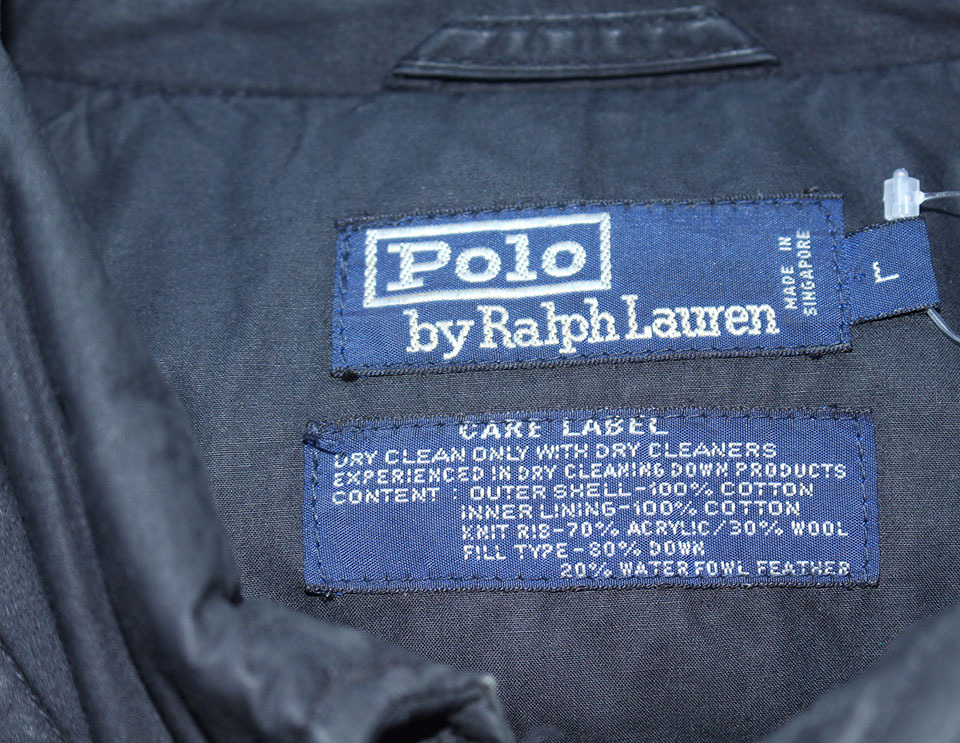 Polo
by Ralph Lauren
MADE IN
SINGAPORE
L
CARE LABEL
DRY CLEAN ONLY WITH DRY CLEANERS
EXPERIENCED IN DRY CLEANING DOWN PRODUCTS
CONTENT : OUTER SHELL-100% COTTON
INNER LINING-100% COTTON
KNIT RIB-70% ACRYLIC/30% WOOL
FILL TYPE-80% DOWN
20% WATER FOWL FEATHER